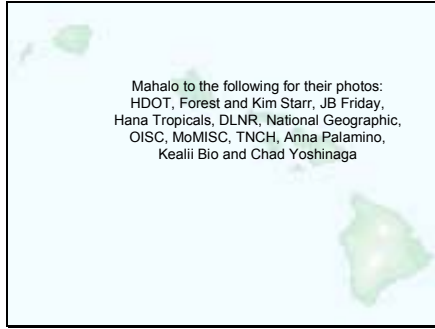 Mahalo to the following for their photos:
HDOT, Forest and Kim Starr, JB Friday,
Hana Tropicals, DLNR, National Geographic,
OISC, MoMISC, TNCH, Anna Palamino,
Kealii Bio and Chad Yoshinaga